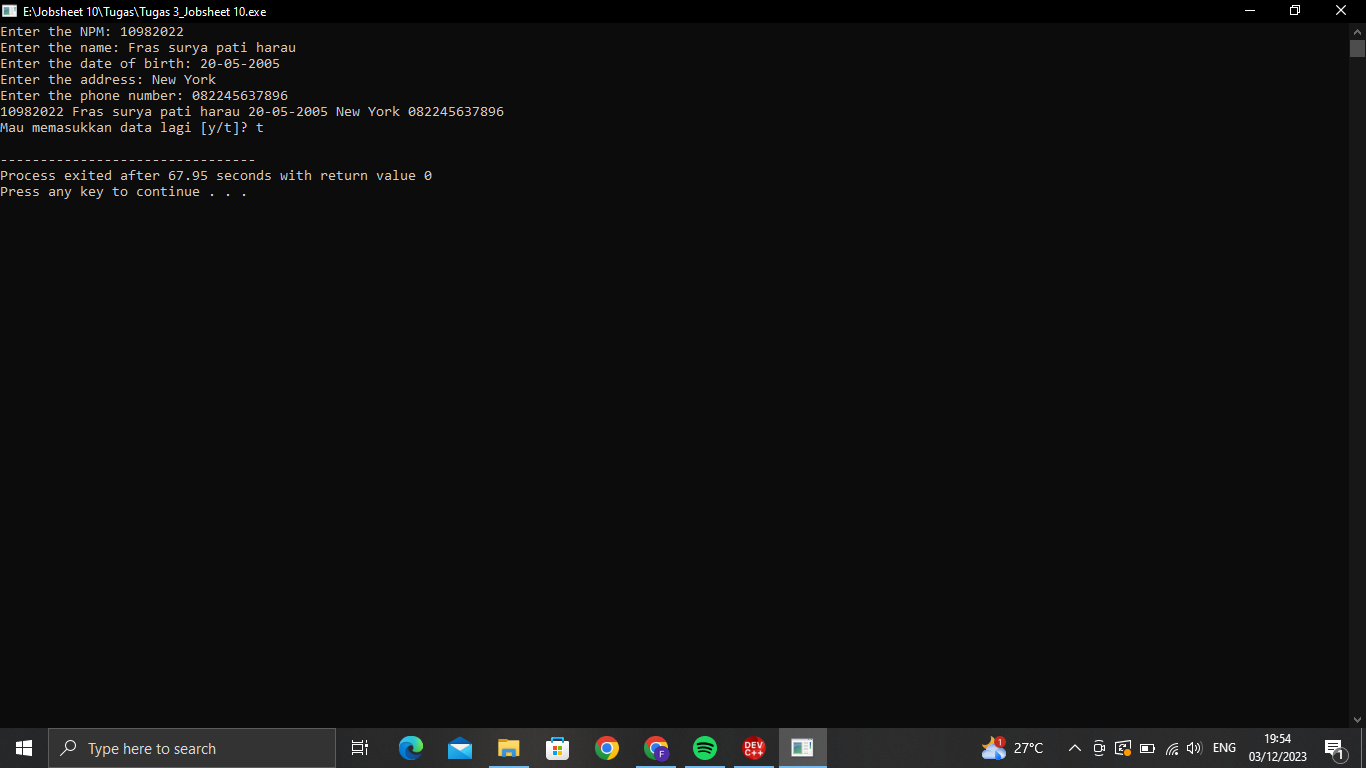 E:\Jobsheet 10\Tugas\Tugas 3_Jobsheet 10.exe
Enter the NPM: 10982022
Enter the name: Fras surya pati harau
Enter the date of birth: 20-05-2005
Enter the address: New York
Enter the phone number: 082245637896
10982022 Fras surya pati harau 20-05-2005 New York 082245637896
Mau memasukkan data lagi [y/t]? t
--------------------------------
Process exited after 67.95 seconds with return value 0
Press any key to continue . . .
Type here to search
F
DEV
C++
1
27°C
ENG
19:54
03/12/2023
1